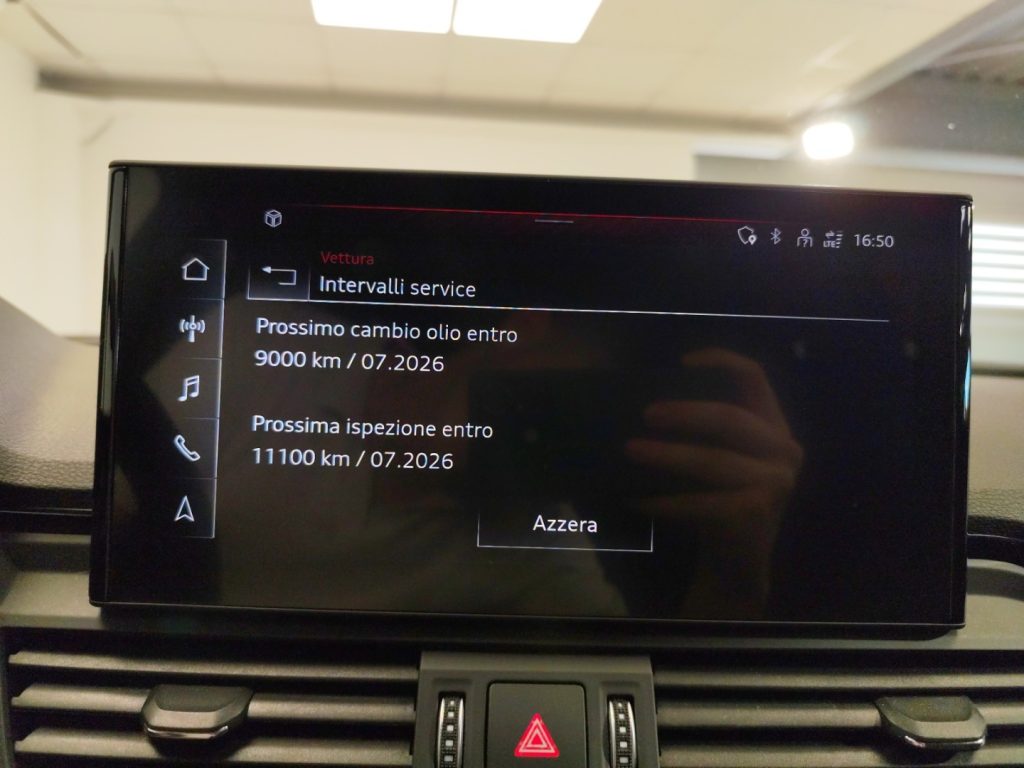 LTE 16:50
Vettura
Intervalli service
Prossimo cambio olio entro
9000 km / 07.2026
Prossima ispezione entro
11100 km / 07.2026
Azzera